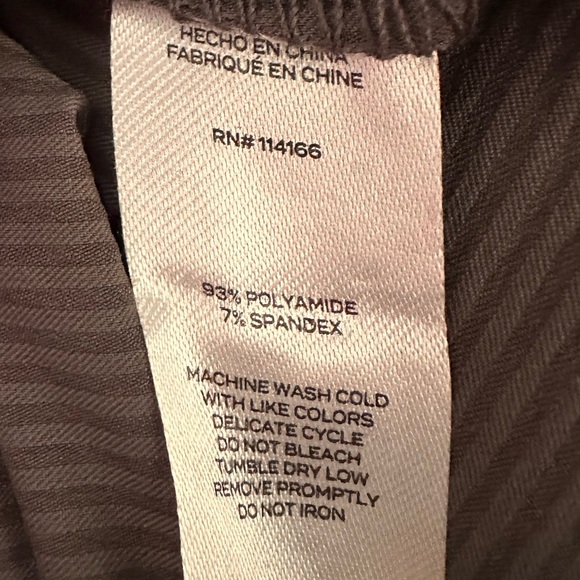 HECHO EN CHINA
FABRIQUÉ EN CHINE
RN# 114166
93% POLYAMIDE
7% SPANDEX
MACHINE WASH COLD
WITH LIKE COLORS
DELICATE CYCLE
DO NOT BLEACH
TUMBLE DRY LOW
REMOVE PROMPTLY
DO NOT IRON